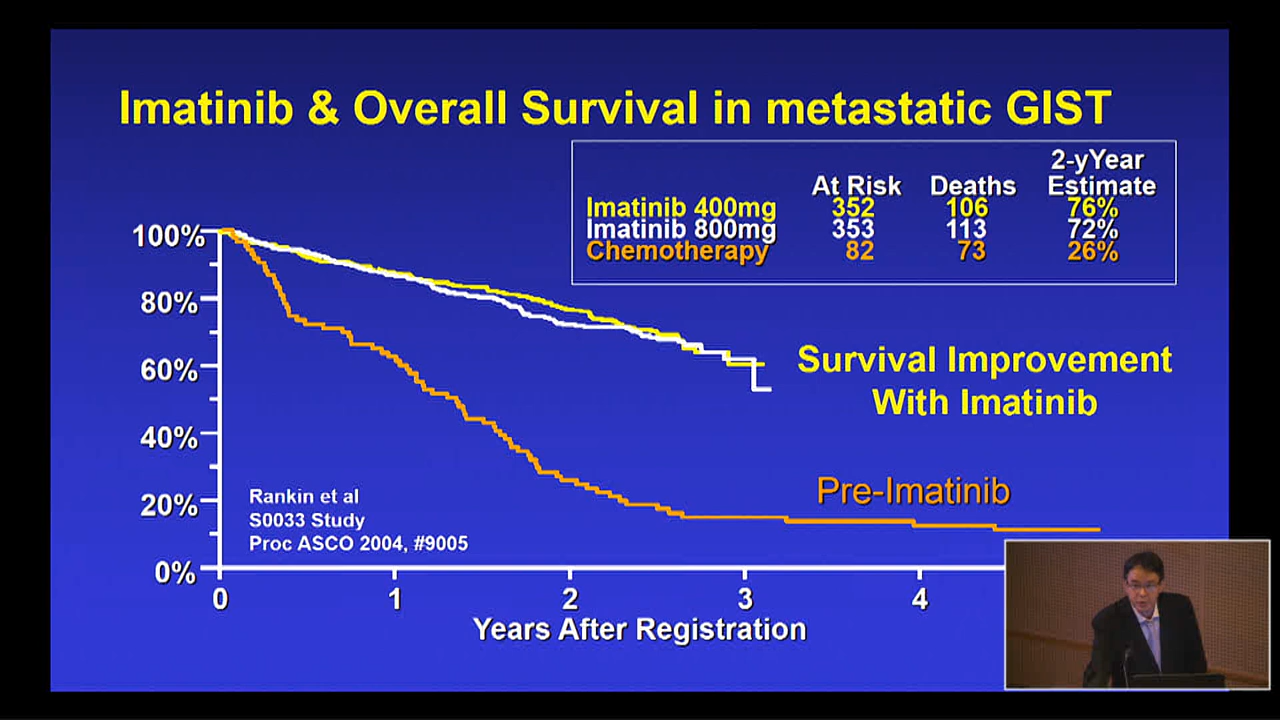 Imatinib & Overall Survival in metastatic GIST
2-yYear
At Risk Deaths Estimate
Imatinib 400mg 352 106 76%
Imatinib 800mg 353 113 72%
Chemotherapy 82 73 26%
100%
80%
60%
40%
20%
0%
Survival Improvement
With Imatinib
Pre-Imatinib
Rankin et al
S0033 Study
Proc ASCO 2004, #9005
0 1 2 3 4
Years After Registration